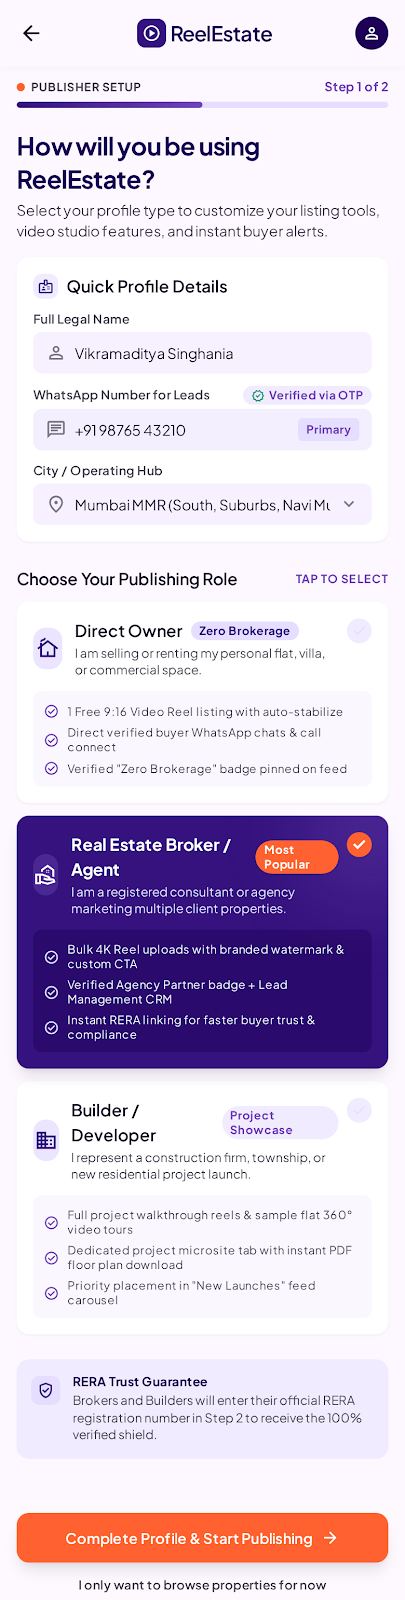 ReelEstate
PUBLISHER SETUP
Step 1 of 2
How will you be using
ReelEstate?
Select your profile type to customize your listing tools,
video studio features, and instant buyer alerts.
Quick Profile Details
Full Legal Name
Vikramaditya Singhania
WhatsApp Number for Leads
Verified via OTP
+91 98765 43210
Primary
City / Operating Hub
Mumbai MMR (South, Suburbs, Navi Mu
Choose Your Publishing Role
TAP TO SELECT
Direct Owner
Zero Brokerage
I am selling or renting my personal flat, villa,
or commercial space.
1 Free 9:16 Video Reel listing with auto-stabilize
Direct verified buyer WhatsApp chats & call
connect
Verified "Zero Brokerage" badge pinned on feed
Real Estate Broker /
Agent
Most
Popular
I am a registered consultant or agency
marketing multiple client properties.
Bulk 4K Reel uploads with branded watermark &
custom CTA
Verified Agency Partner badge + Lead
Management CRM
Instant RERA linking for faster buyer trust &
compliance
Builder /
Developer
Project
Showcase
I represent a construction firm, township, or
new residential project launch.
Full project walkthrough reels & sample flat 360°
video tours
Dedicated project microsite tab with instant PDF
floor plan download
Priority placement in "New Launches" feed
carousel
RERA Trust Guarantee
Brokers and Builders will enter their official RERA
registration number in Step 2 to receive the 100%
verified shield.
Complete Profile & Start Publishing
I only want to browse properties for now